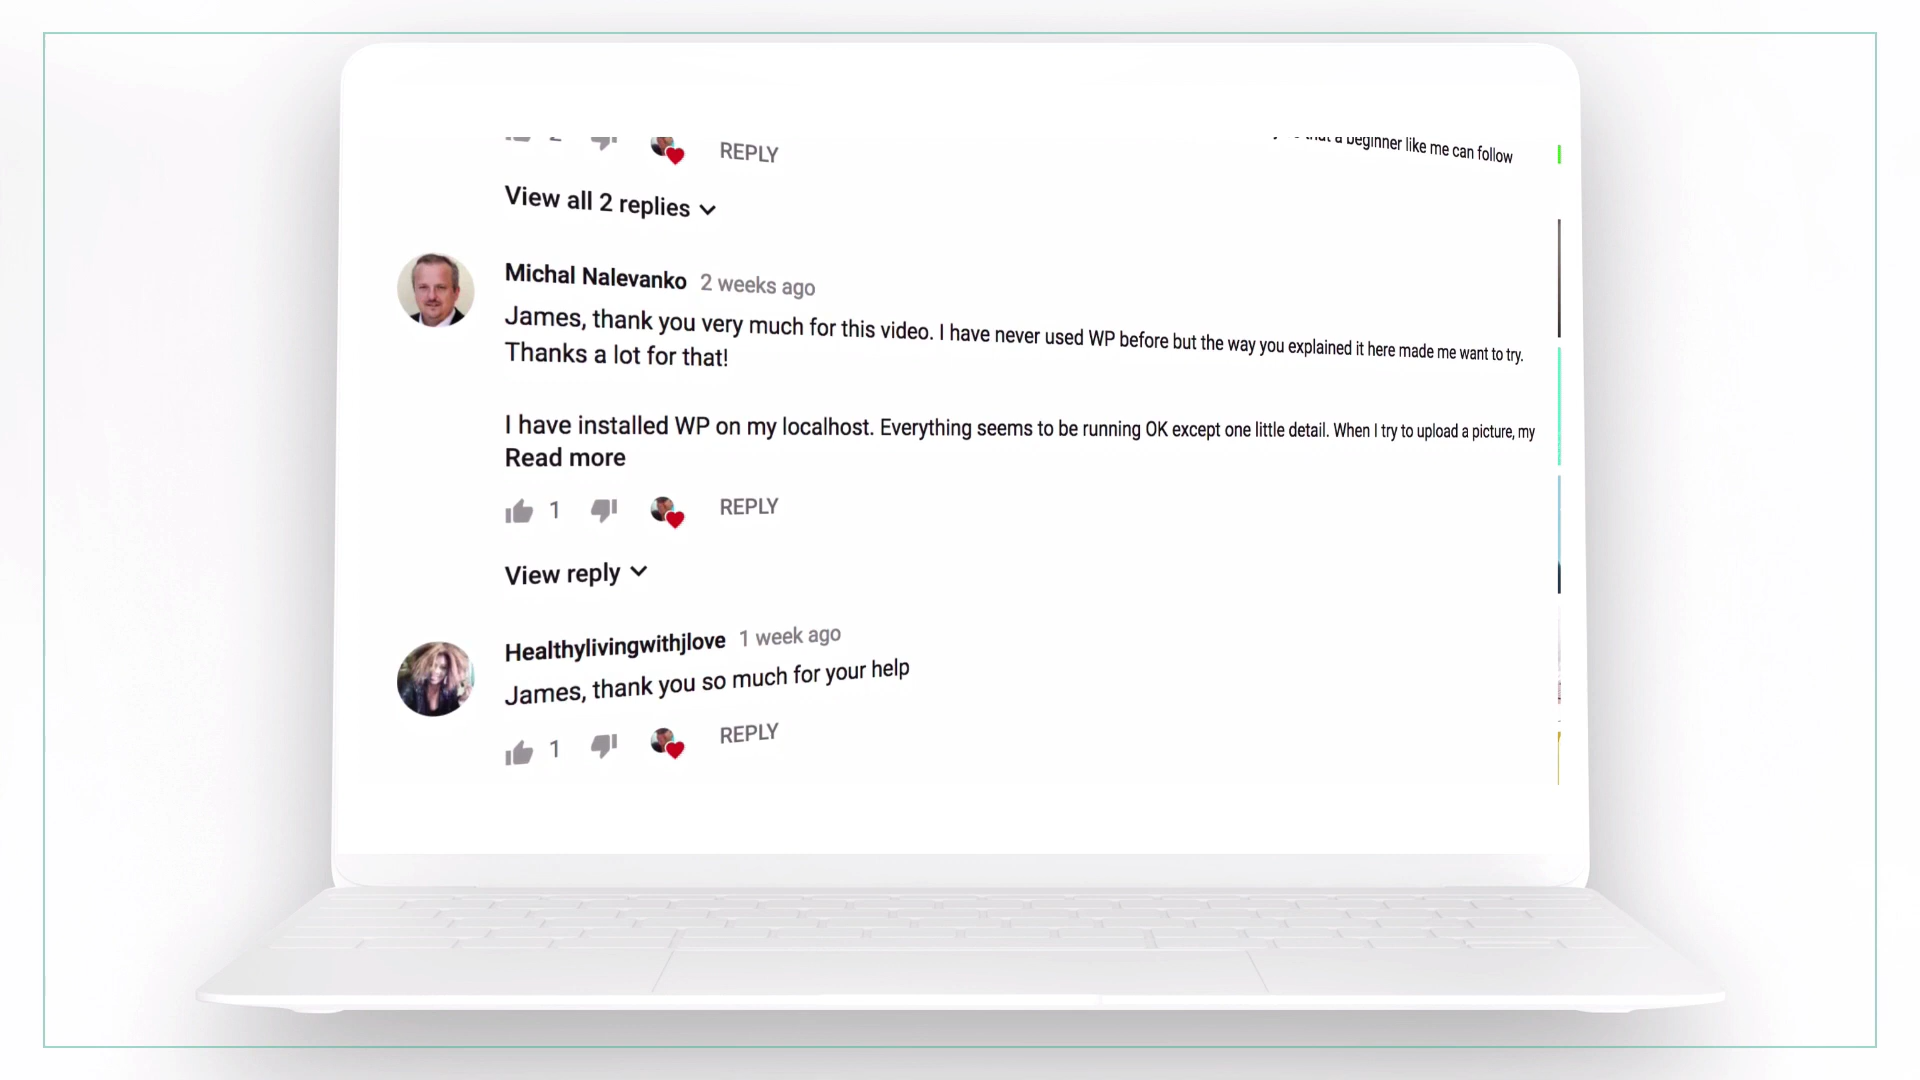 REPLY
a beginner like me can follow
View all 2 replies
Michal Nalevanko 2 weeks ago
James, thank you very much for this video. I have never used WP before but the way you explained it here made me want to try.
Thanks a lot for that!
I have installed WP on my localhost. Everything seems to be running OK except one little detail. When I try to upload a picture, my
Read more
1 REPLY
View reply
Healthylivingwithjlove 1 week ago
James, thank you so much for your help
1 REPLY